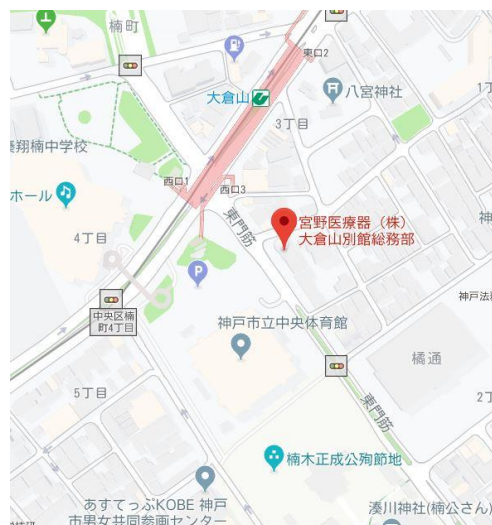 楠町
東口2
大倉山
八宮神社
1丁
3丁目
湊翔楠中学校
西口1
西口3
ホール
東門筋
宮野医療器(株)
大倉山別館総務部
4丁目
P
神
神戸法務
中央区楠
町4丁目
神戸市立中央体育館
橘通
5丁目
2丁
東門筋
楠木正成公殉節地
あすてっぷKOBE 神戸
市男女共同参画センター
湊川神社(楠公さん)